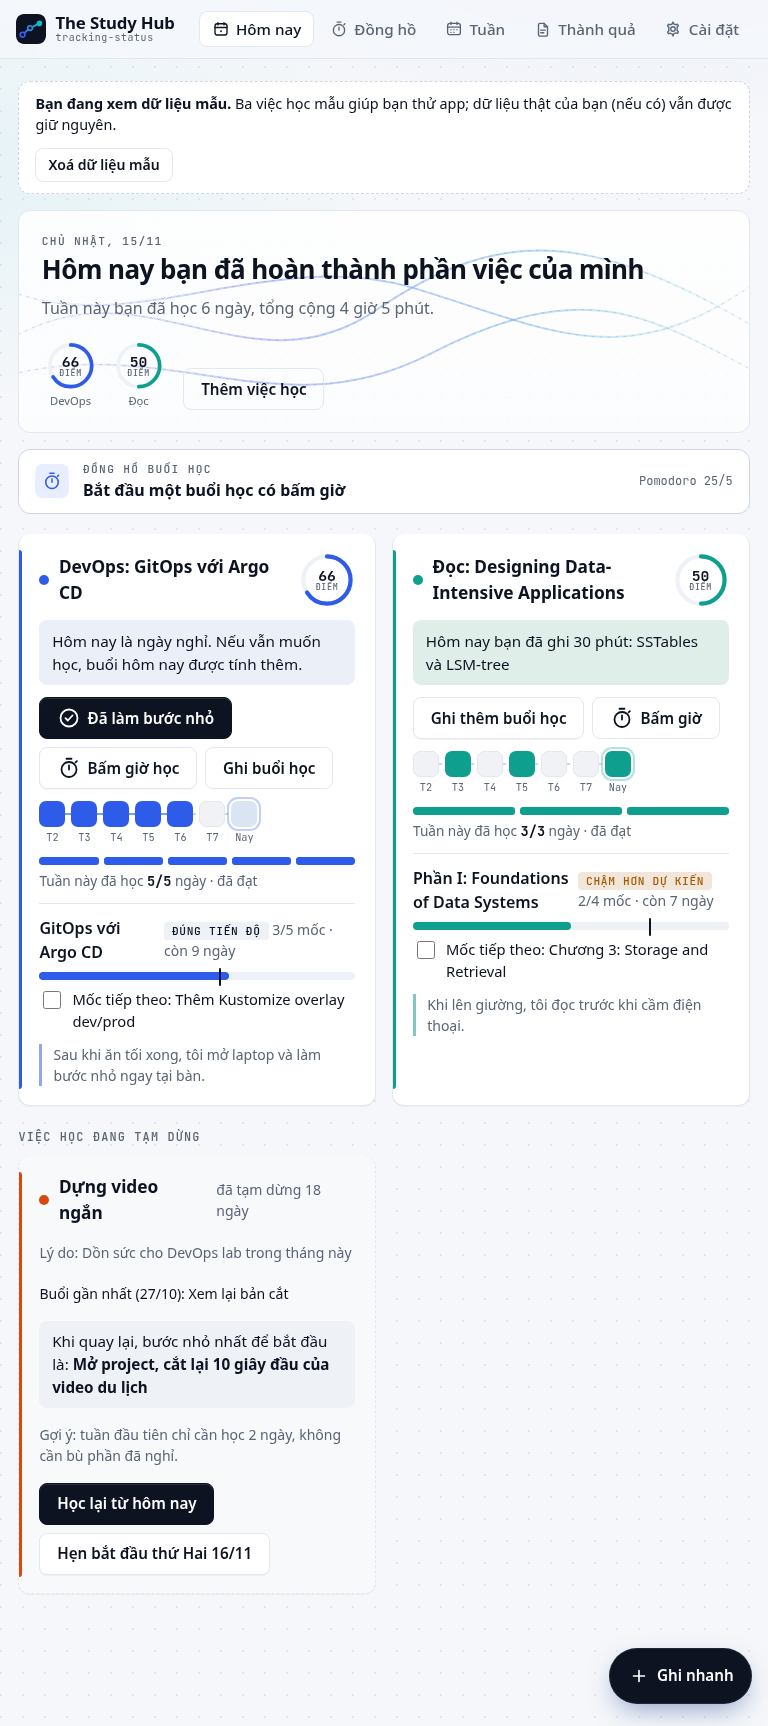 The Study Hub
tracking-status
Hôm nay
Đồng hồ
Tuần
Thành quả
Cài đặt
Bạn đang xem dữ liệu mẫu. Ba việc học mẫu giúp bạn thử app; dữ liệu thật của bạn (nếu có) vẫn được
giữ nguyên.
Xoá dữ liệu mẫu
CHỦ NHẬT, 15/11
Hôm nay bạn đã hoàn thành phần việc của mình
Tuần này bạn đã học 6 ngày, tổng cộng 4 giờ 5 phút.
66
ĐIỂM
DevOps
50
ĐIỂM
Đọc
Thêm việc học
ĐỒNG HỒ BUỔI HỌC
Bắt đầu một buổi học có bấm giờ
Pomodoro 25/5
DevOps: GitOps với Argo
CD
66
ĐIỂM
Hôm nay là ngày nghỉ. Nếu vẫn muốn
học, buổi hôm nay được tính thêm.
Đã làm bước nhỏ
Bấm giờ học
Ghi buổi học
T2 T3 T4 T5 T6 T7 Nay
Tuần này đã học 5/5 ngày · đã đạt
GitOps với
Argo CD
ĐÚNG TIẾN ĐỘ 3/5 mốc ·
còn 9 ngày
Mốc tiếp theo: Thêm Kustomize overlay
dev/prod
Sau khi ăn tối xong, tôi mở laptop và làm
bước nhỏ ngay tại bàn.
Đọc: Designing Data-
Intensive Applications
50
ĐIỂM
Hôm nay bạn đã ghi 30 phút: SSTables
và LSM-tree
Ghi thêm buổi học
Bấm giờ
T2 T3 T4 T5 T6 T7 Nay
Tuần này đã học 3/3 ngày · đã đạt
Phần I: Foundations
of Data Systems
CHẬM HƠN DỰ KIẾN
2/4 mốc · còn 7 ngày
Mốc tiếp theo: Chương 3: Storage and
Retrieval
Khi lên giường, tôi đọc trước khi cầm điện
thoại.
VIỆC HỌC ĐANG TẠM DỪNG
Dựng video
ngắn
đã tạm dừng 18
ngày
Lý do: Dồn sức cho DevOps lab trong tháng này
Buổi gần nhất (27/10): Xem lại bản cắt
Khi quay lại, bước nhỏ nhất để bắt đầu
là: Mở project, cắt lại 10 giây đầu của
video du lịch
Gợi ý: tuần đầu tiên chỉ cần học 2 ngày, không
cần bù phần đã nghỉ.
Học lại từ hôm nay
Hẹn bắt đầu thứ Hai 16/11
Ghi nhanh